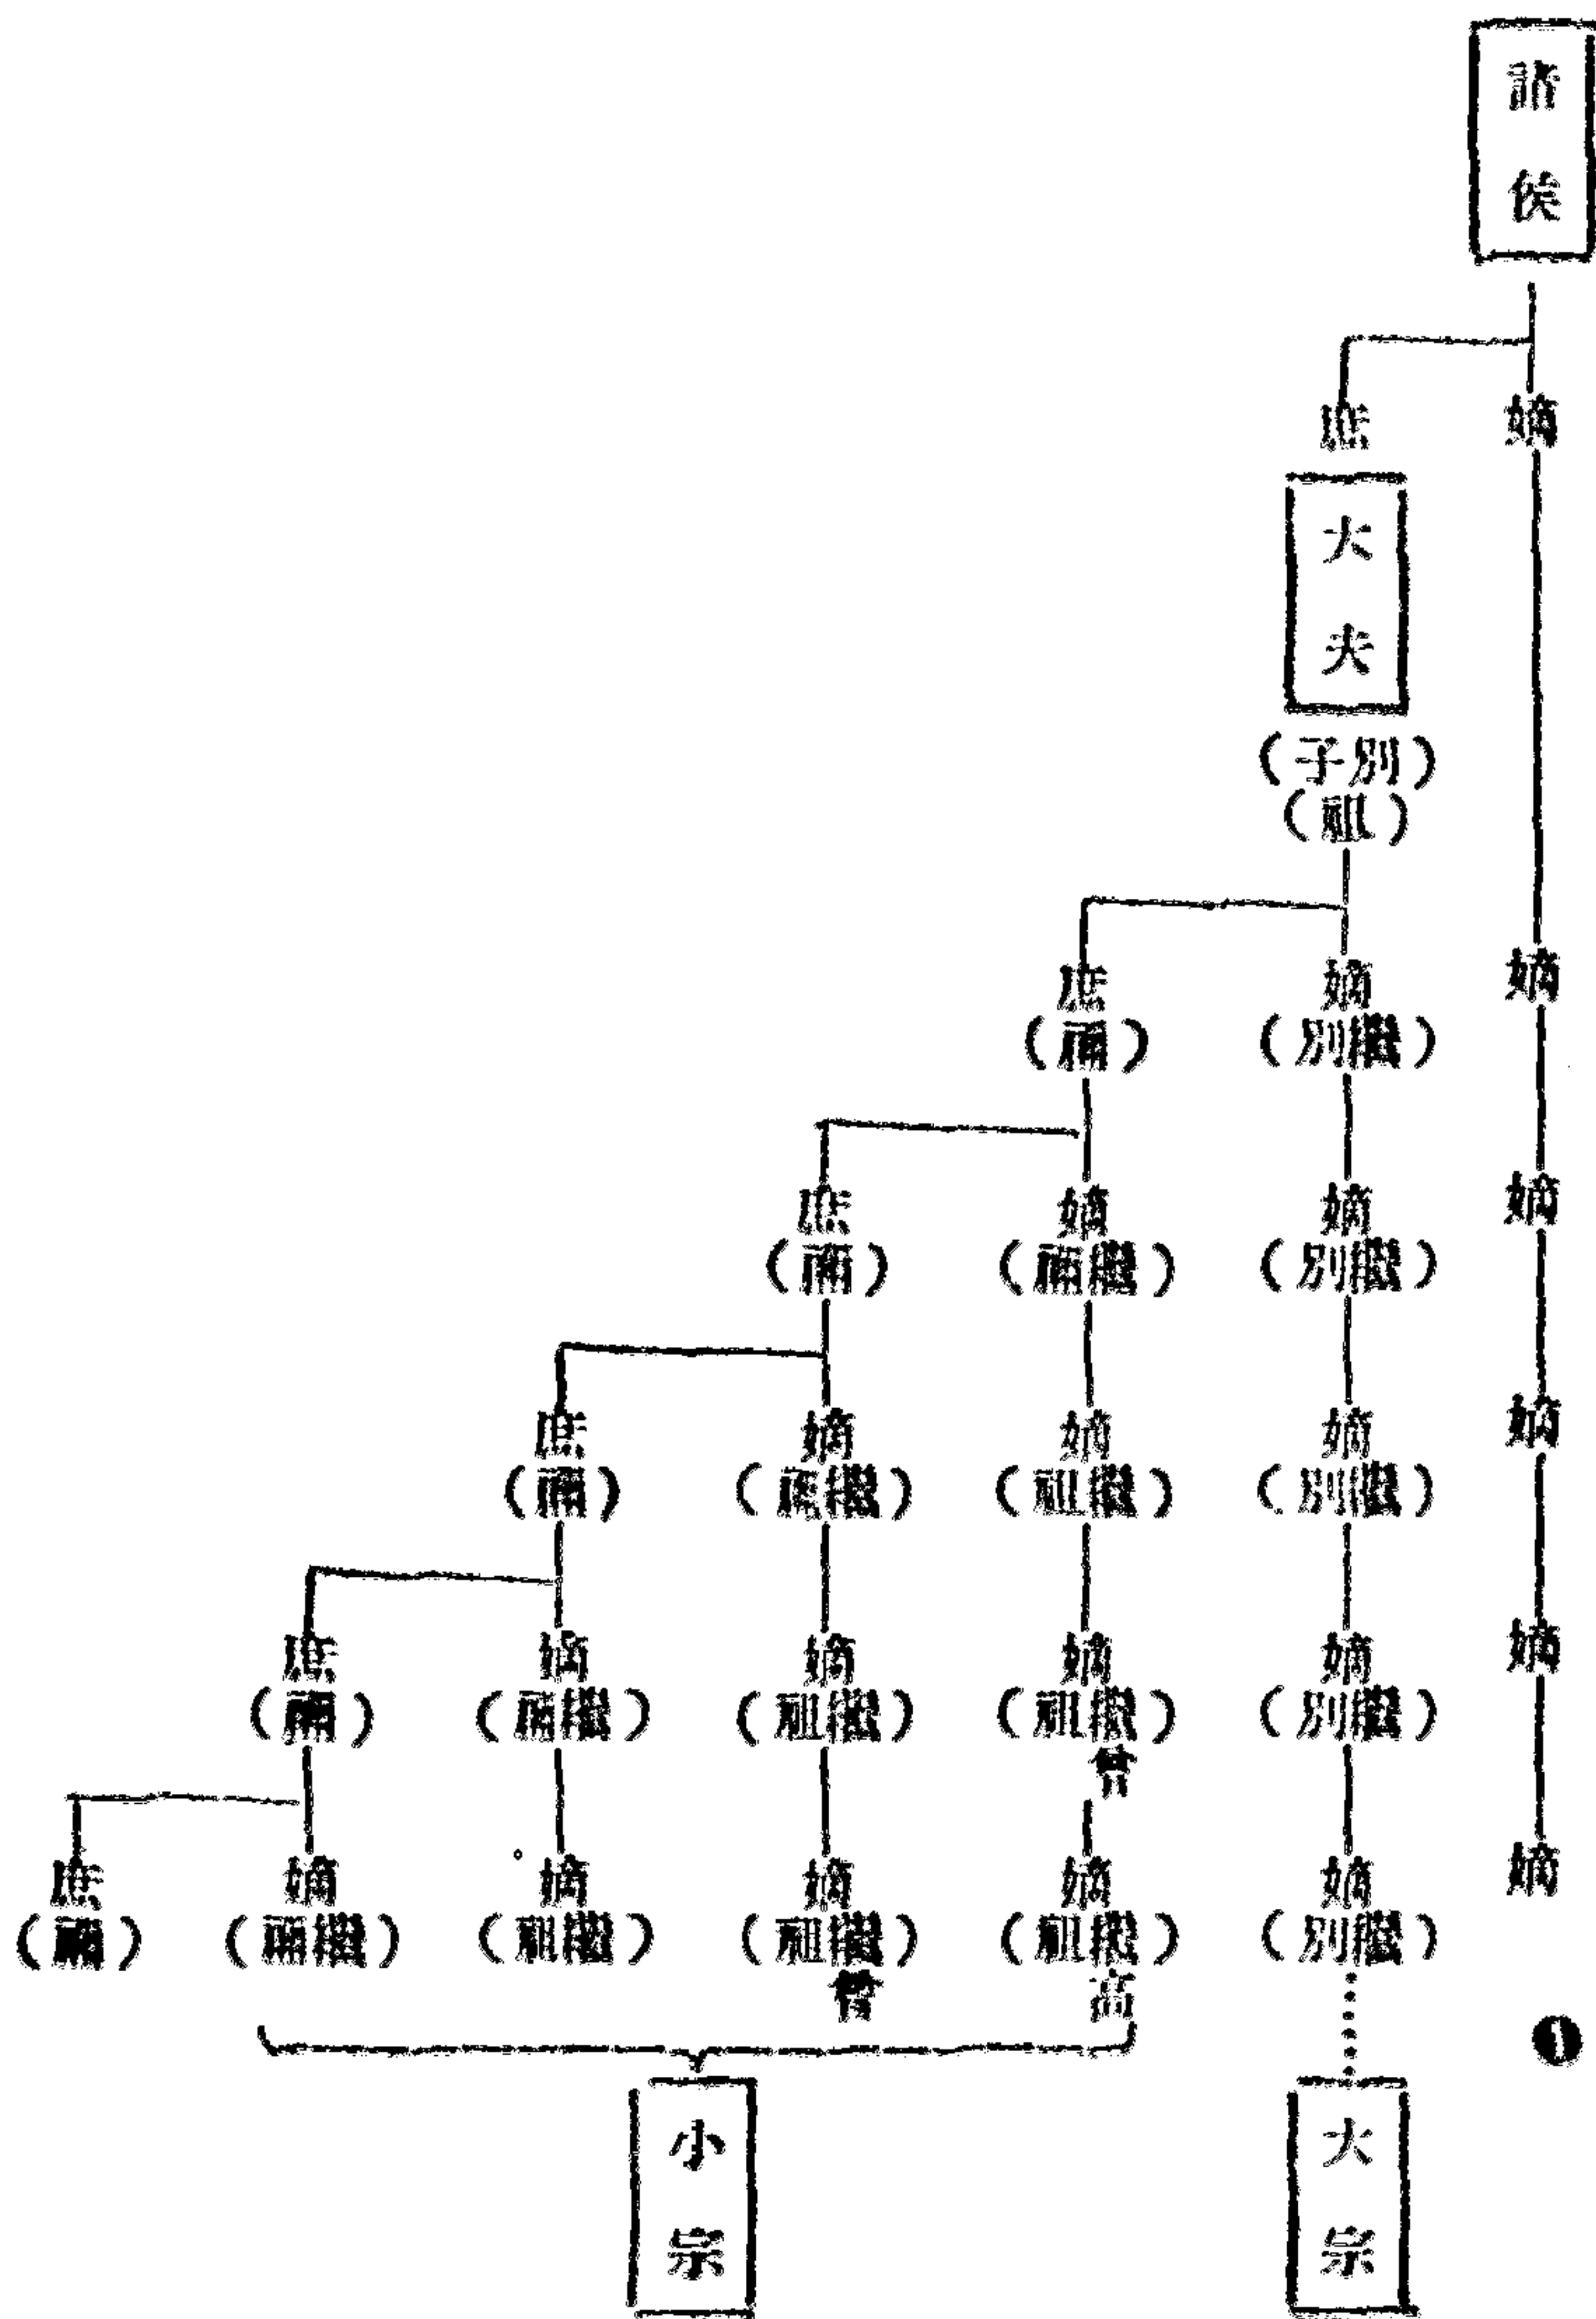 諸侯
嫡
嫡
嫡
嫡
嫡
嫡
❶
庶
大夫
(別子)
(祖)
嫡
(繼別)
嫡
(繼別)
嫡
(繼別)
嫡
(繼別)
嫡
(繼別)
大宗
庶
(禰)
嫡
(繼禰)
嫡
(繼祖)
嫡
(繼祖)
曾
嫡
(繼祖)
高
庶
(禰)
嫡
(繼禰)
嫡
(繼祖)
嫡
(繼祖)
曾
庶
(禰)
嫡
(繼禰)
嫡
(繼祖)
庶
(禰)
嫡
(繼禰)
庶
(禰)
小宗